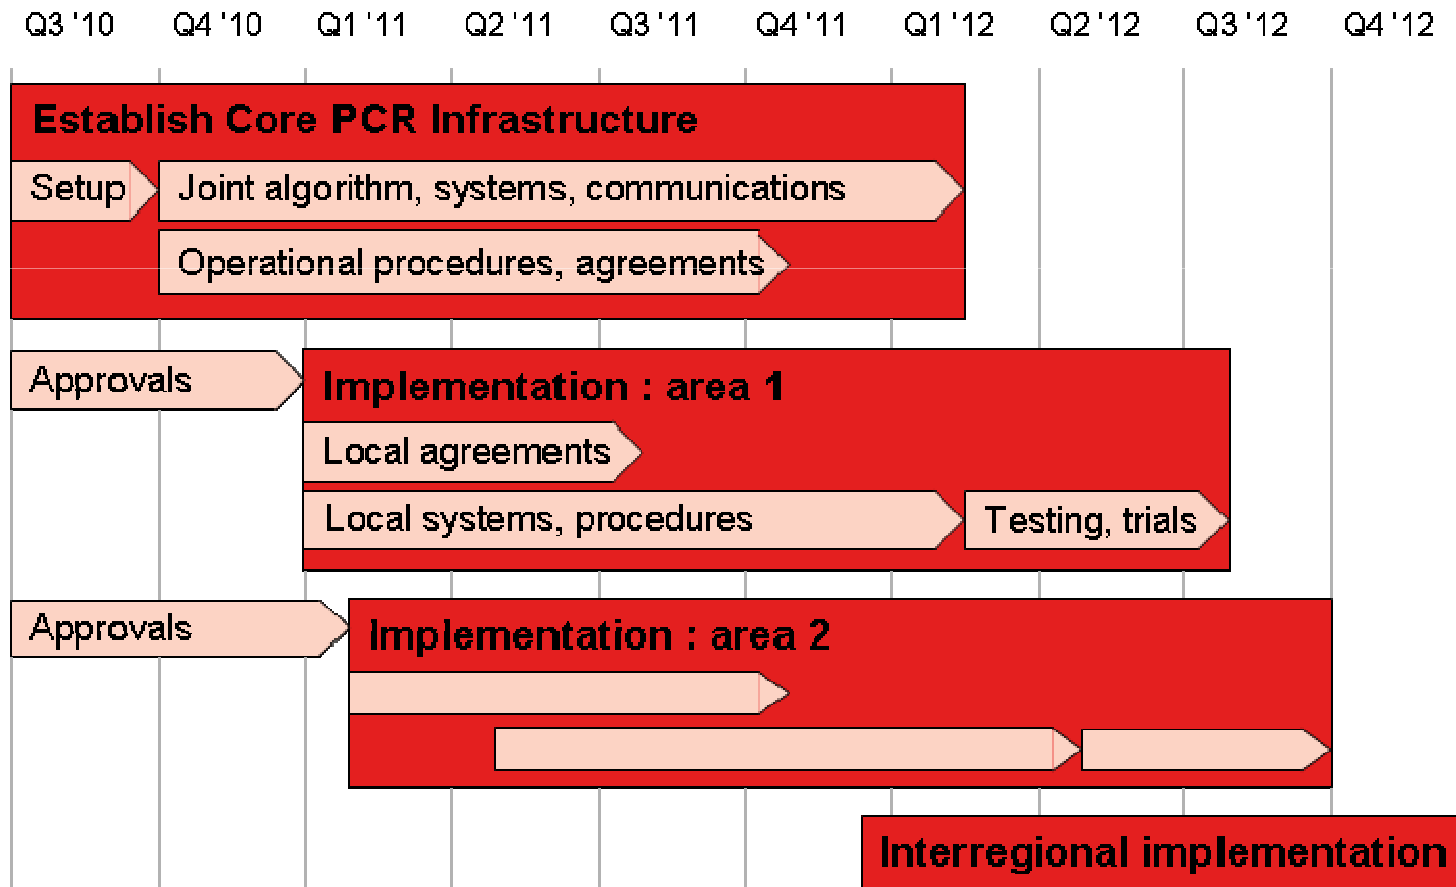 Q3 '10 Q4 '10 Q1 '11 Q2 '11 Q3 '11 Q4 '11 Q1 '12 Q2 '12 Q3 '12 Q4 '12
Establish Core PCR Infrastructure
Setup Joint algorithm, systems, communications
Operational procedures, agreements
Approvals Implementation : area 1
Local agreements
Local systems, procedures Testing, trials
Approvals Implementation : area 2
Interregional implementation